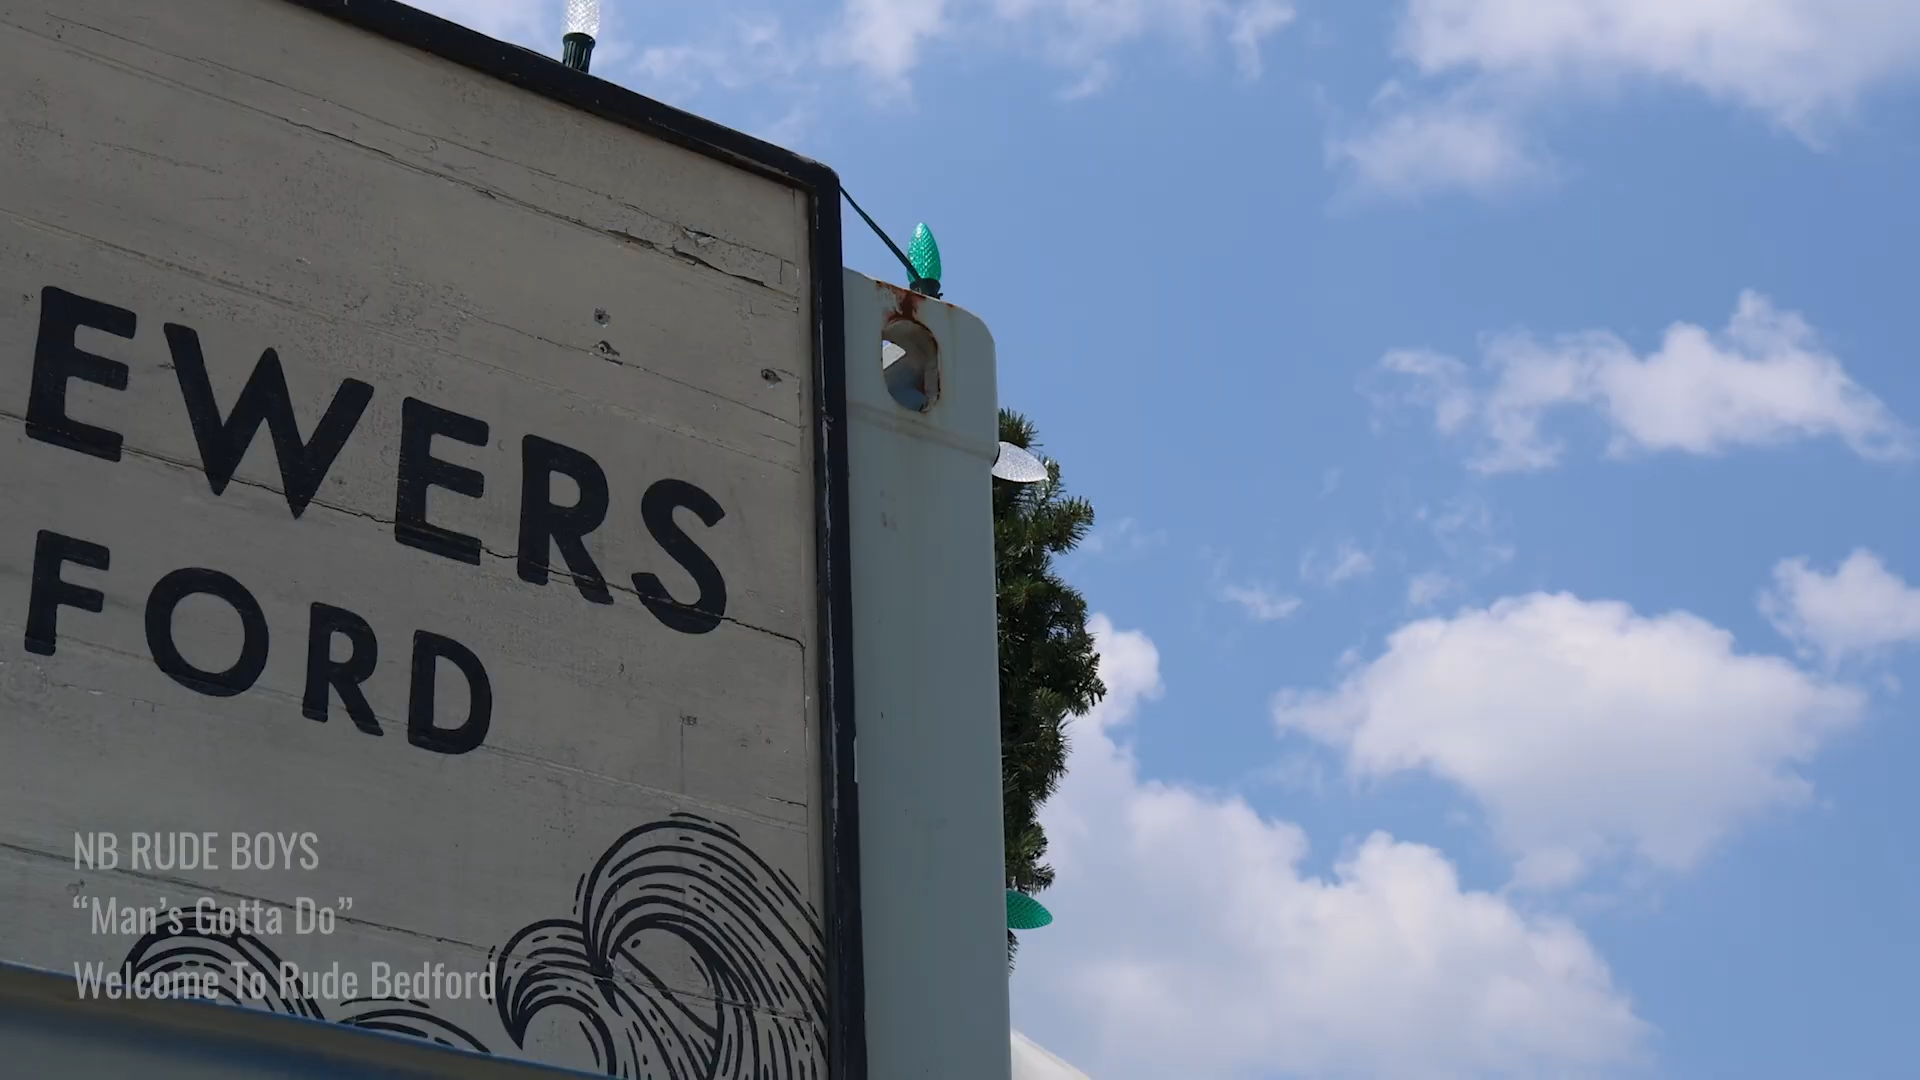 EWERS
FORD
NB RUDE BOYS
“Man’s Gotta Do”
Welcome To Rude Bedford